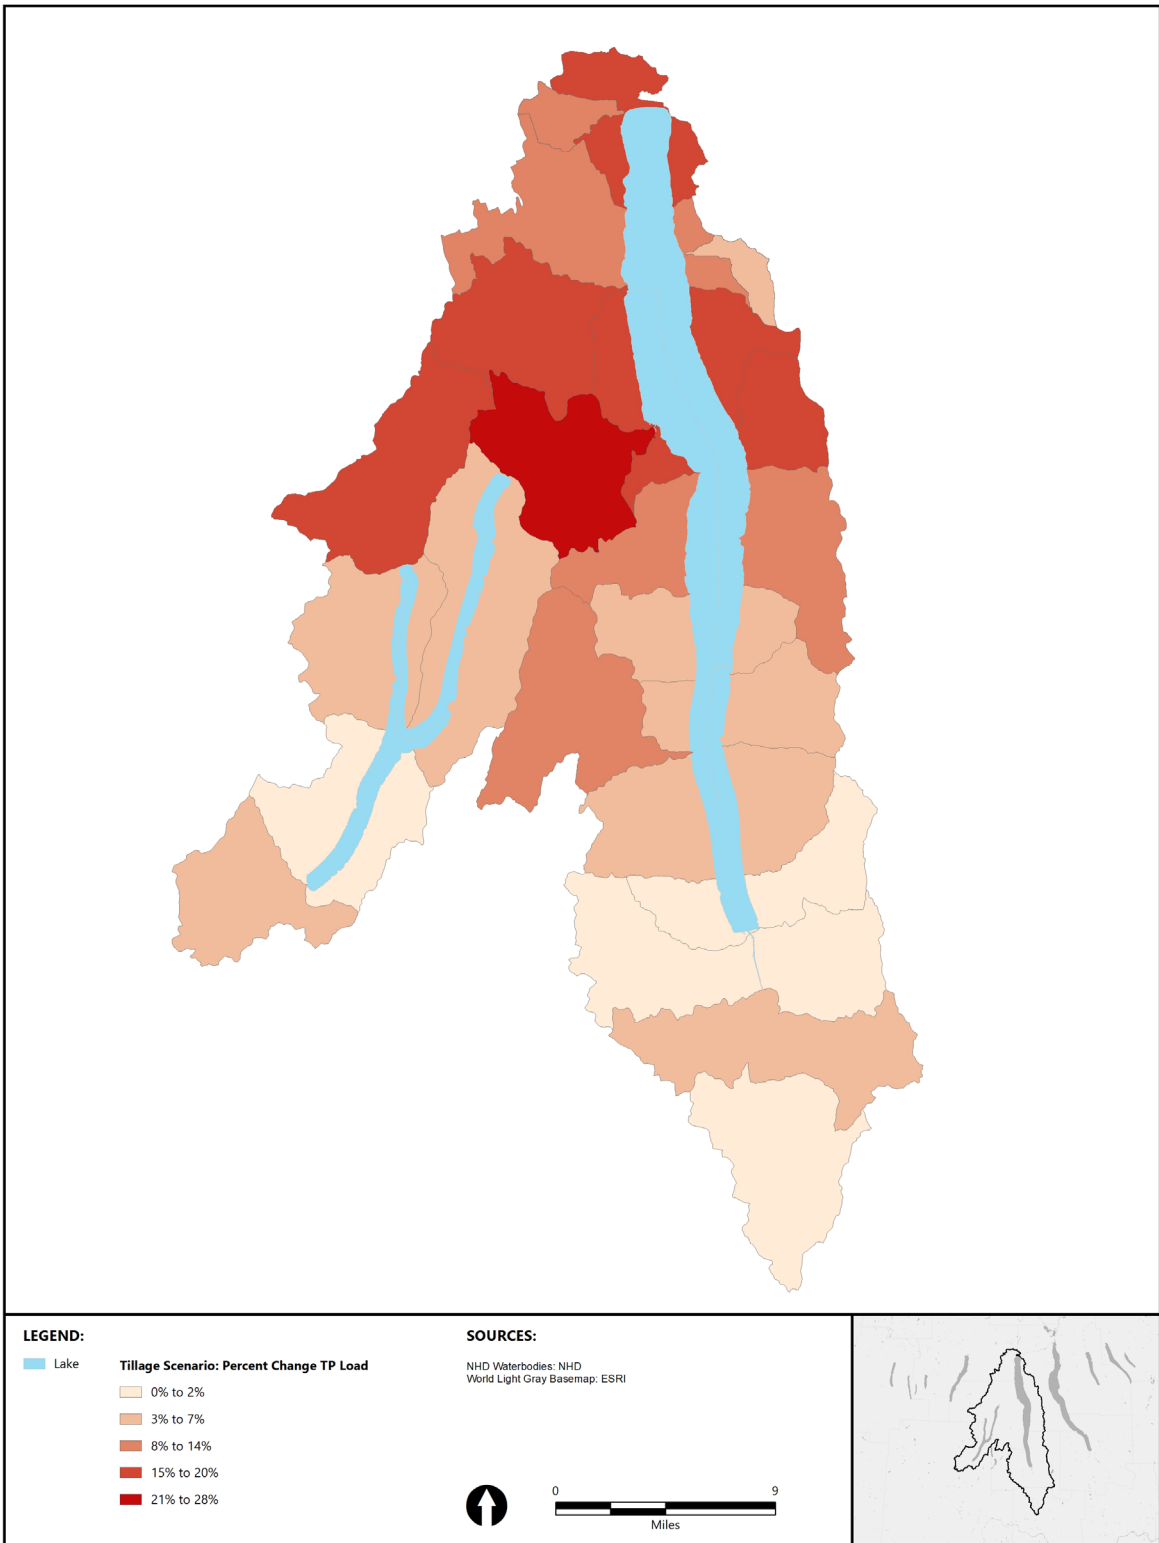 LEGEND:
Lake
Tillage Scenario: Percent Change TP Load
0% to 2%
3% to 7%
8% to 14%
15% to 20%
21% to 28%
SOURCES:
NHD Waterbodies: NHD
World Light Gray Basemap: ESRI
0 9
Miles